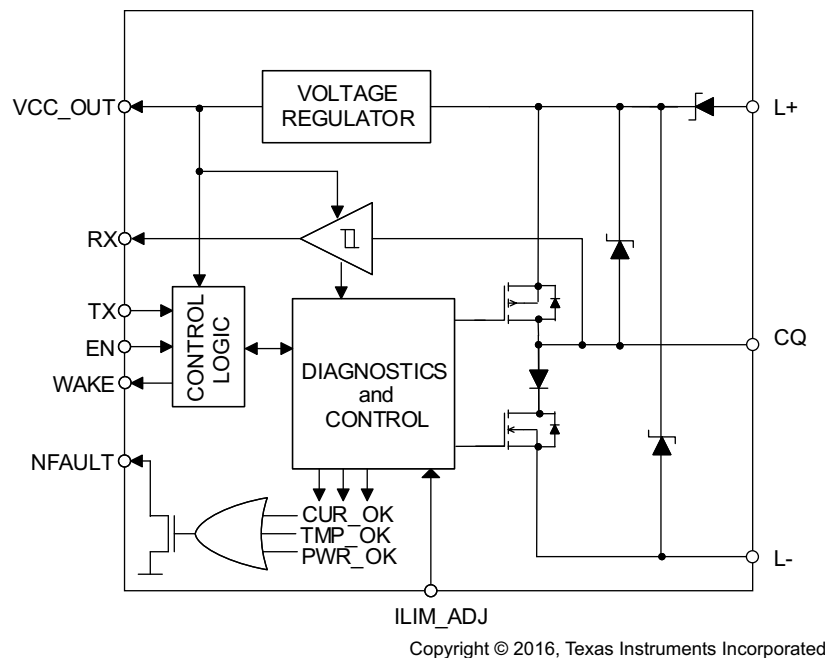 VOLTAGE
REGULATOR
VCC_OUT
L+
RX
TX
EN
WAKE
CONTROL
LOGIC
DIAGNOSTICS
and
CONTROL
CQ
NFAULT
CUR_OK
TMP_OK
PWR_OK
L-
ILIM_ADJ
Copyright © 2016, Texas Instruments Incorporated